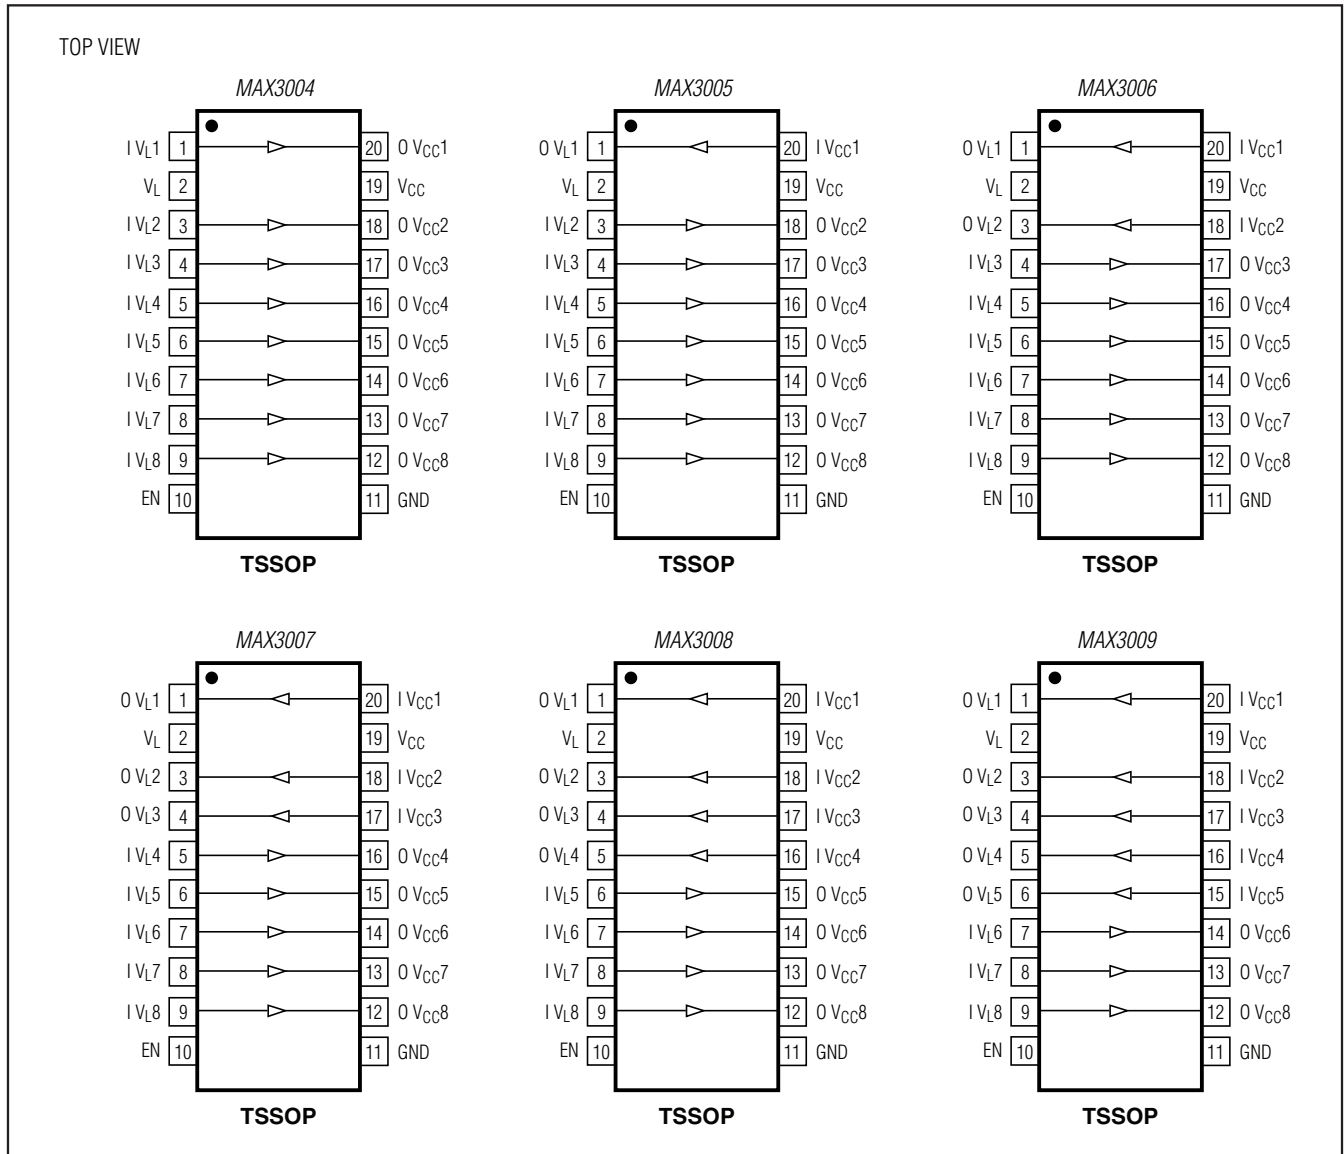 TOP VIEW
MAX3004 MAX3005 MAX3006
I VL1 1 20 O VCC1 O VL1 1 20 I VCC1 O VL1 1 20 I VCC1
VL 2 19 VCC VL 2 19 VCC VL 2 19 VCC
I VL2 3 18 O VCC2 I VL2 3 18 O VCC2 O VL2 3 18 I VCC2
I VL3 4 17 O VCC3 I VL3 4 17 O VCC3 I VL3 4 17 O VCC3
I VL4 5 16 O VCC4 I VL4 5 16 O VCC4 I VL4 5 16 O VCC4
I VL5 6 15 O VCC5 I VL5 6 15 O VCC5 I VL5 6 15 O VCC5
I VL6 7 14 O VCC6 I VL6 7 14 O VCC6 I VL6 7 14 O VCC6
I VL7 8 13 O VCC7 I VL7 8 13 O VCC7 I VL7 8 13 O VCC7
I VL8 9 12 O VCC8 I VL8 9 12 O VCC8 I VL8 9 12 O VCC8
EN 10 11 GND EN 10 11 GND EN 10 11 GND
TSSOP TSSOP TSSOP
MAX3007 MAX3008 MAX3009
O VL1 1 20 I VCC1 O VL1 1 20 I VCC1 O VL1 1 20 I VCC1
VL 2 19 VCC VL 2 19 VCC VL 2 19 VCC
O VL2 3 18 I VCC2 O VL2 3 18 I VCC2 O VL2 3 18 I VCC2
O VL3 4 17 I VCC3 O VL3 4 17 I VCC3 O VL3 4 17 I VCC3
I VL4 5 16 O VCC4 O VL4 5 16 I VCC4 O VL4 5 16 I VCC4
I VL5 6 15 O VCC5 I VL5 6 15 O VCC5 O VL5 6 15 I VCC5
I VL6 7 14 O VCC6 I VL6 7 14 O VCC6 I VL6 7 14 O VCC6
I VL7 8 13 O VCC7 I VL7 8 13 O VCC7 I VL7 8 13 O VCC7
I VL8 9 12 O VCC8 I VL8 9 12 O VCC8 I VL8 9 12 O VCC8
EN 10 11 GND EN 10 11 GND EN 10 11 GND
TSSOP TSSOP TSSOP